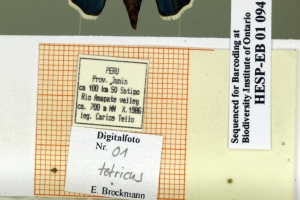 PERU
Prov. Junin
ca 100 km SO Satipo
Rio Anapate valley
ca. 700 m NN X.1986
leg. Carlos Tello
Digitalfoto
Nr. 01
tetricus
E. Brockmann
Sequenced for Barcoding at
Biodiversity Institute of Ontario
HESP-EB 01 094